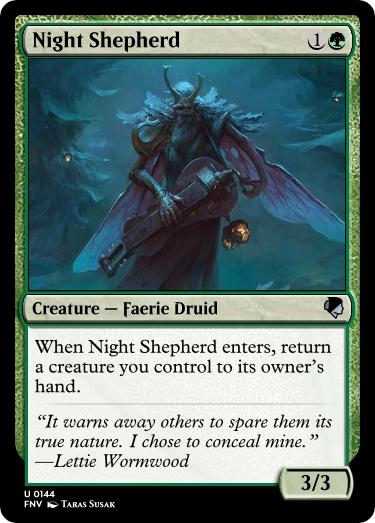 Night Shepherd 1
Creature — Faerie Druid
When Night Shepherd enters, return
a creature you control to its owner's
hand.
"It warns away others to spare them its
true nature. I chose to conceal mine."
—Lettie Wormwood
3/3
U 0144
FNV Taras Susak